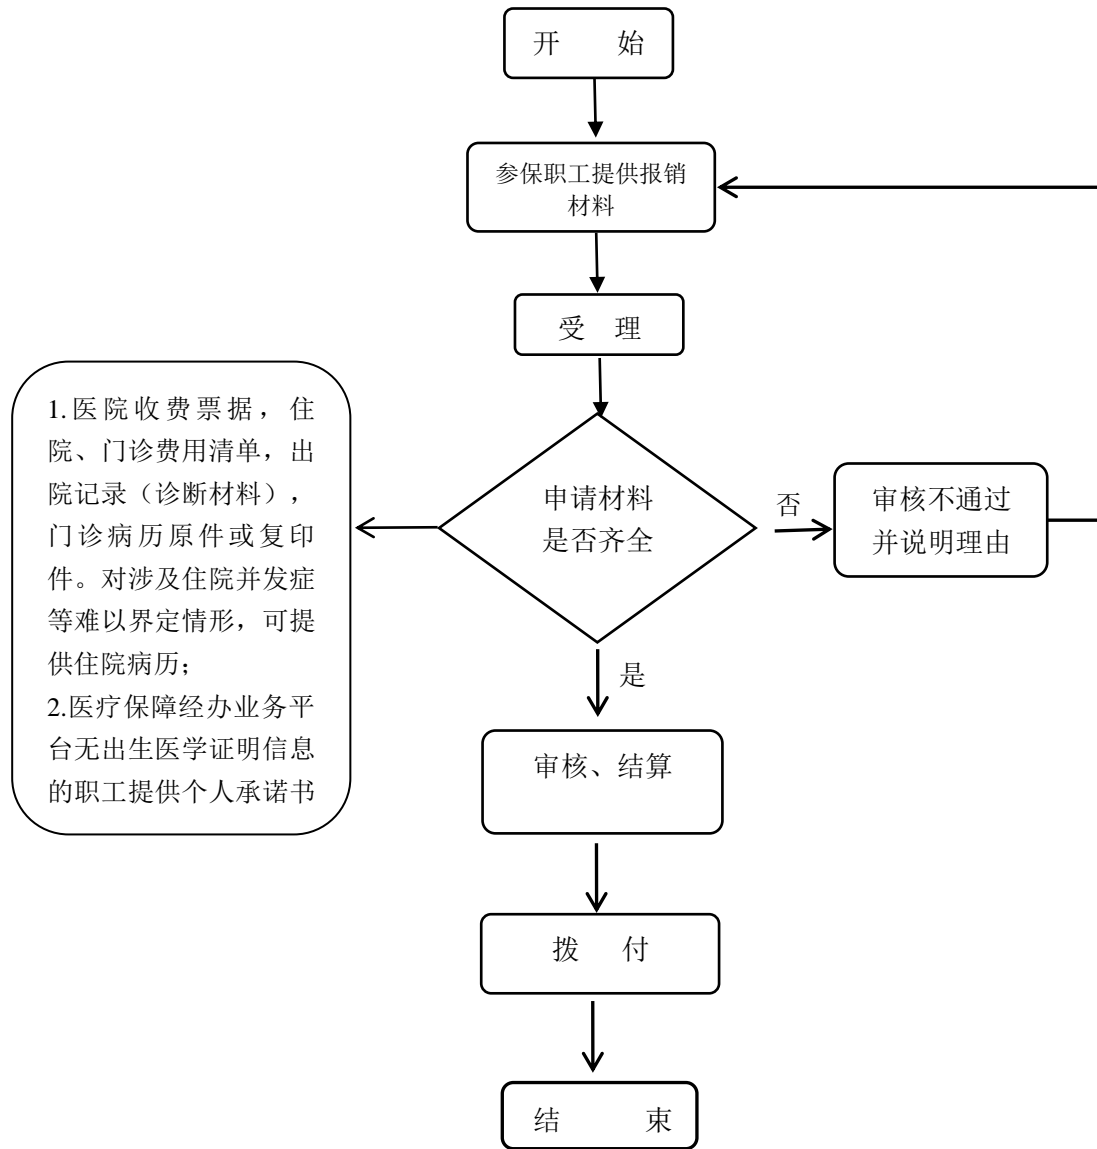 开 始
参保职工提供报销
材料
受 理
1.医院收费票据，住
院、门诊费用清单，出
院记录（诊断材料），
门诊病历原件或复印
件。对涉及住院并发症
等难以界定情形，可提
供住院病历；
2.医疗保障经办业务平
台无出生医学证明信息
的职工提供个人承诺书
申请材料
是否齐全
否
审核不通过
并说明理由
是
审核、结算
拨 付
结 束